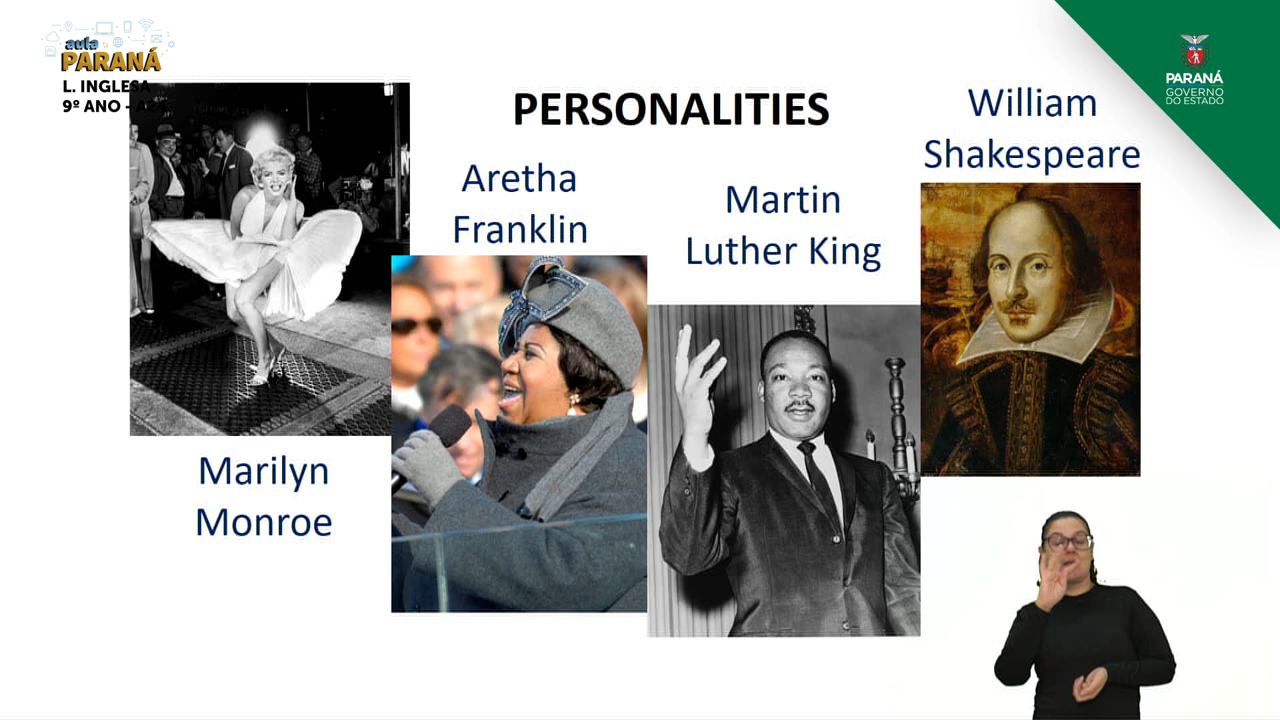 aula
PARANÁ
L. INGLESA
9º ANO - A2
PERSONALITIES
William
Shakespeare
PARANÁ
GOVERNO
DO ESTADO
Aretha
Franklin
Martin
Luther King
Marilyn
Monroe